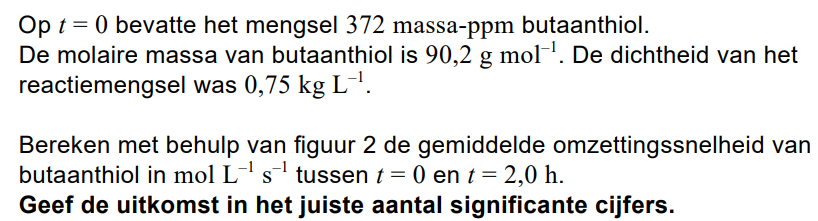 Op t = 0 bevatte het mengsel 372 massa-ppm butaanthiol.
De molaire massa van butaanthiol is 90,2 g mol⁻¹. De dichtheid van het
reactiemengsel was 0,75 kg L⁻¹.
Bereken met behulp van figuur 2 de gemiddelde omzettingssnelheid van
butaanthiol in mol L⁻¹ s⁻¹ tussen t = 0 en t = 2,0 h.
Geef de uitkomst in het juiste aantal significante cijfers.